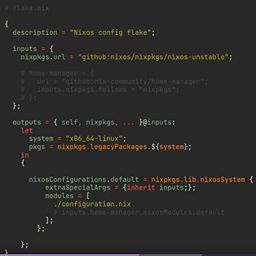 # flake.nix
{
  description = "Nixos config flake";

  inputs = {
    nixpkgs.url = "github:nixos/nixpkgs/nixos-unstable";

    # home-manager = {
    #   url = "github:nix-community/home-manager";
    #   inputs.nixpkgs.follows = "nixpkgs";
    # };
  };

  outputs = { self, nixpkgs, ... }@inputs:
    let
      system = "x86_64-linux";
      pkgs = nixpkgs.legacyPackages.${system};
    in
    {

      nixosConfigurations.default = nixpkgs.lib.nixosSystem {
          extraSpecialArgs = {inherit inputs;};
          modules = [
            ./configuration.nix
            # inputs.home-manager.nixosModules.default
          ];
        };

    };
}